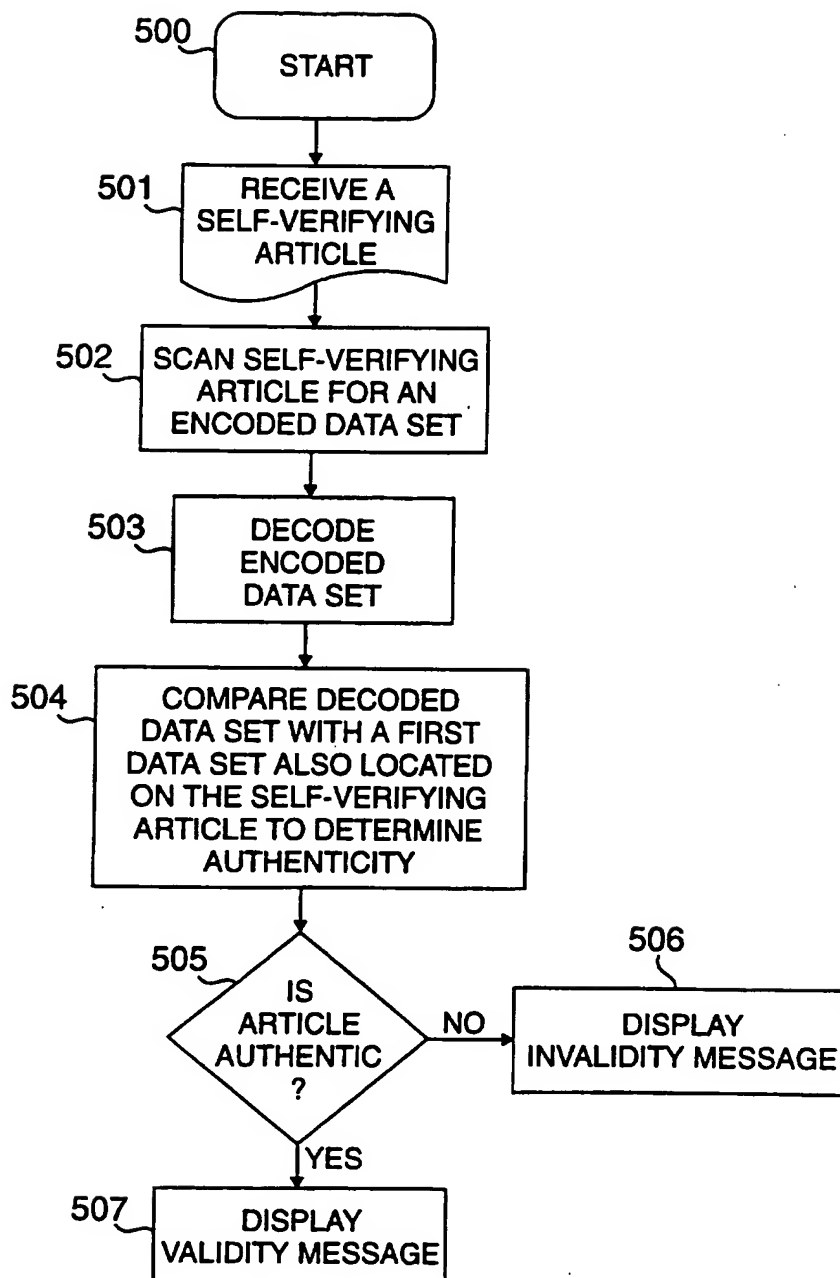 500
START
501
RECEIVE A
SELF-VERIFYING
ARTICLE
502
SCAN SELF-VERIFYING
ARTICLE FOR AN
ENCODED DATA SET
503
DECODE
ENCODED
DATA SET
504
COMPARE DECODED
DATA SET WITH A FIRST
DATA SET ALSO LOCATED
ON THE SELF-VERIFYING
ARTICLE TO DETERMINE
AUTHENTICITY
505
IS
ARTICLE
AUTHENTIC
?
NO
506
DISPLAY
INVALIDITY MESSAGE
YES
507
DISPLAY
VALIDITY MESSAGE